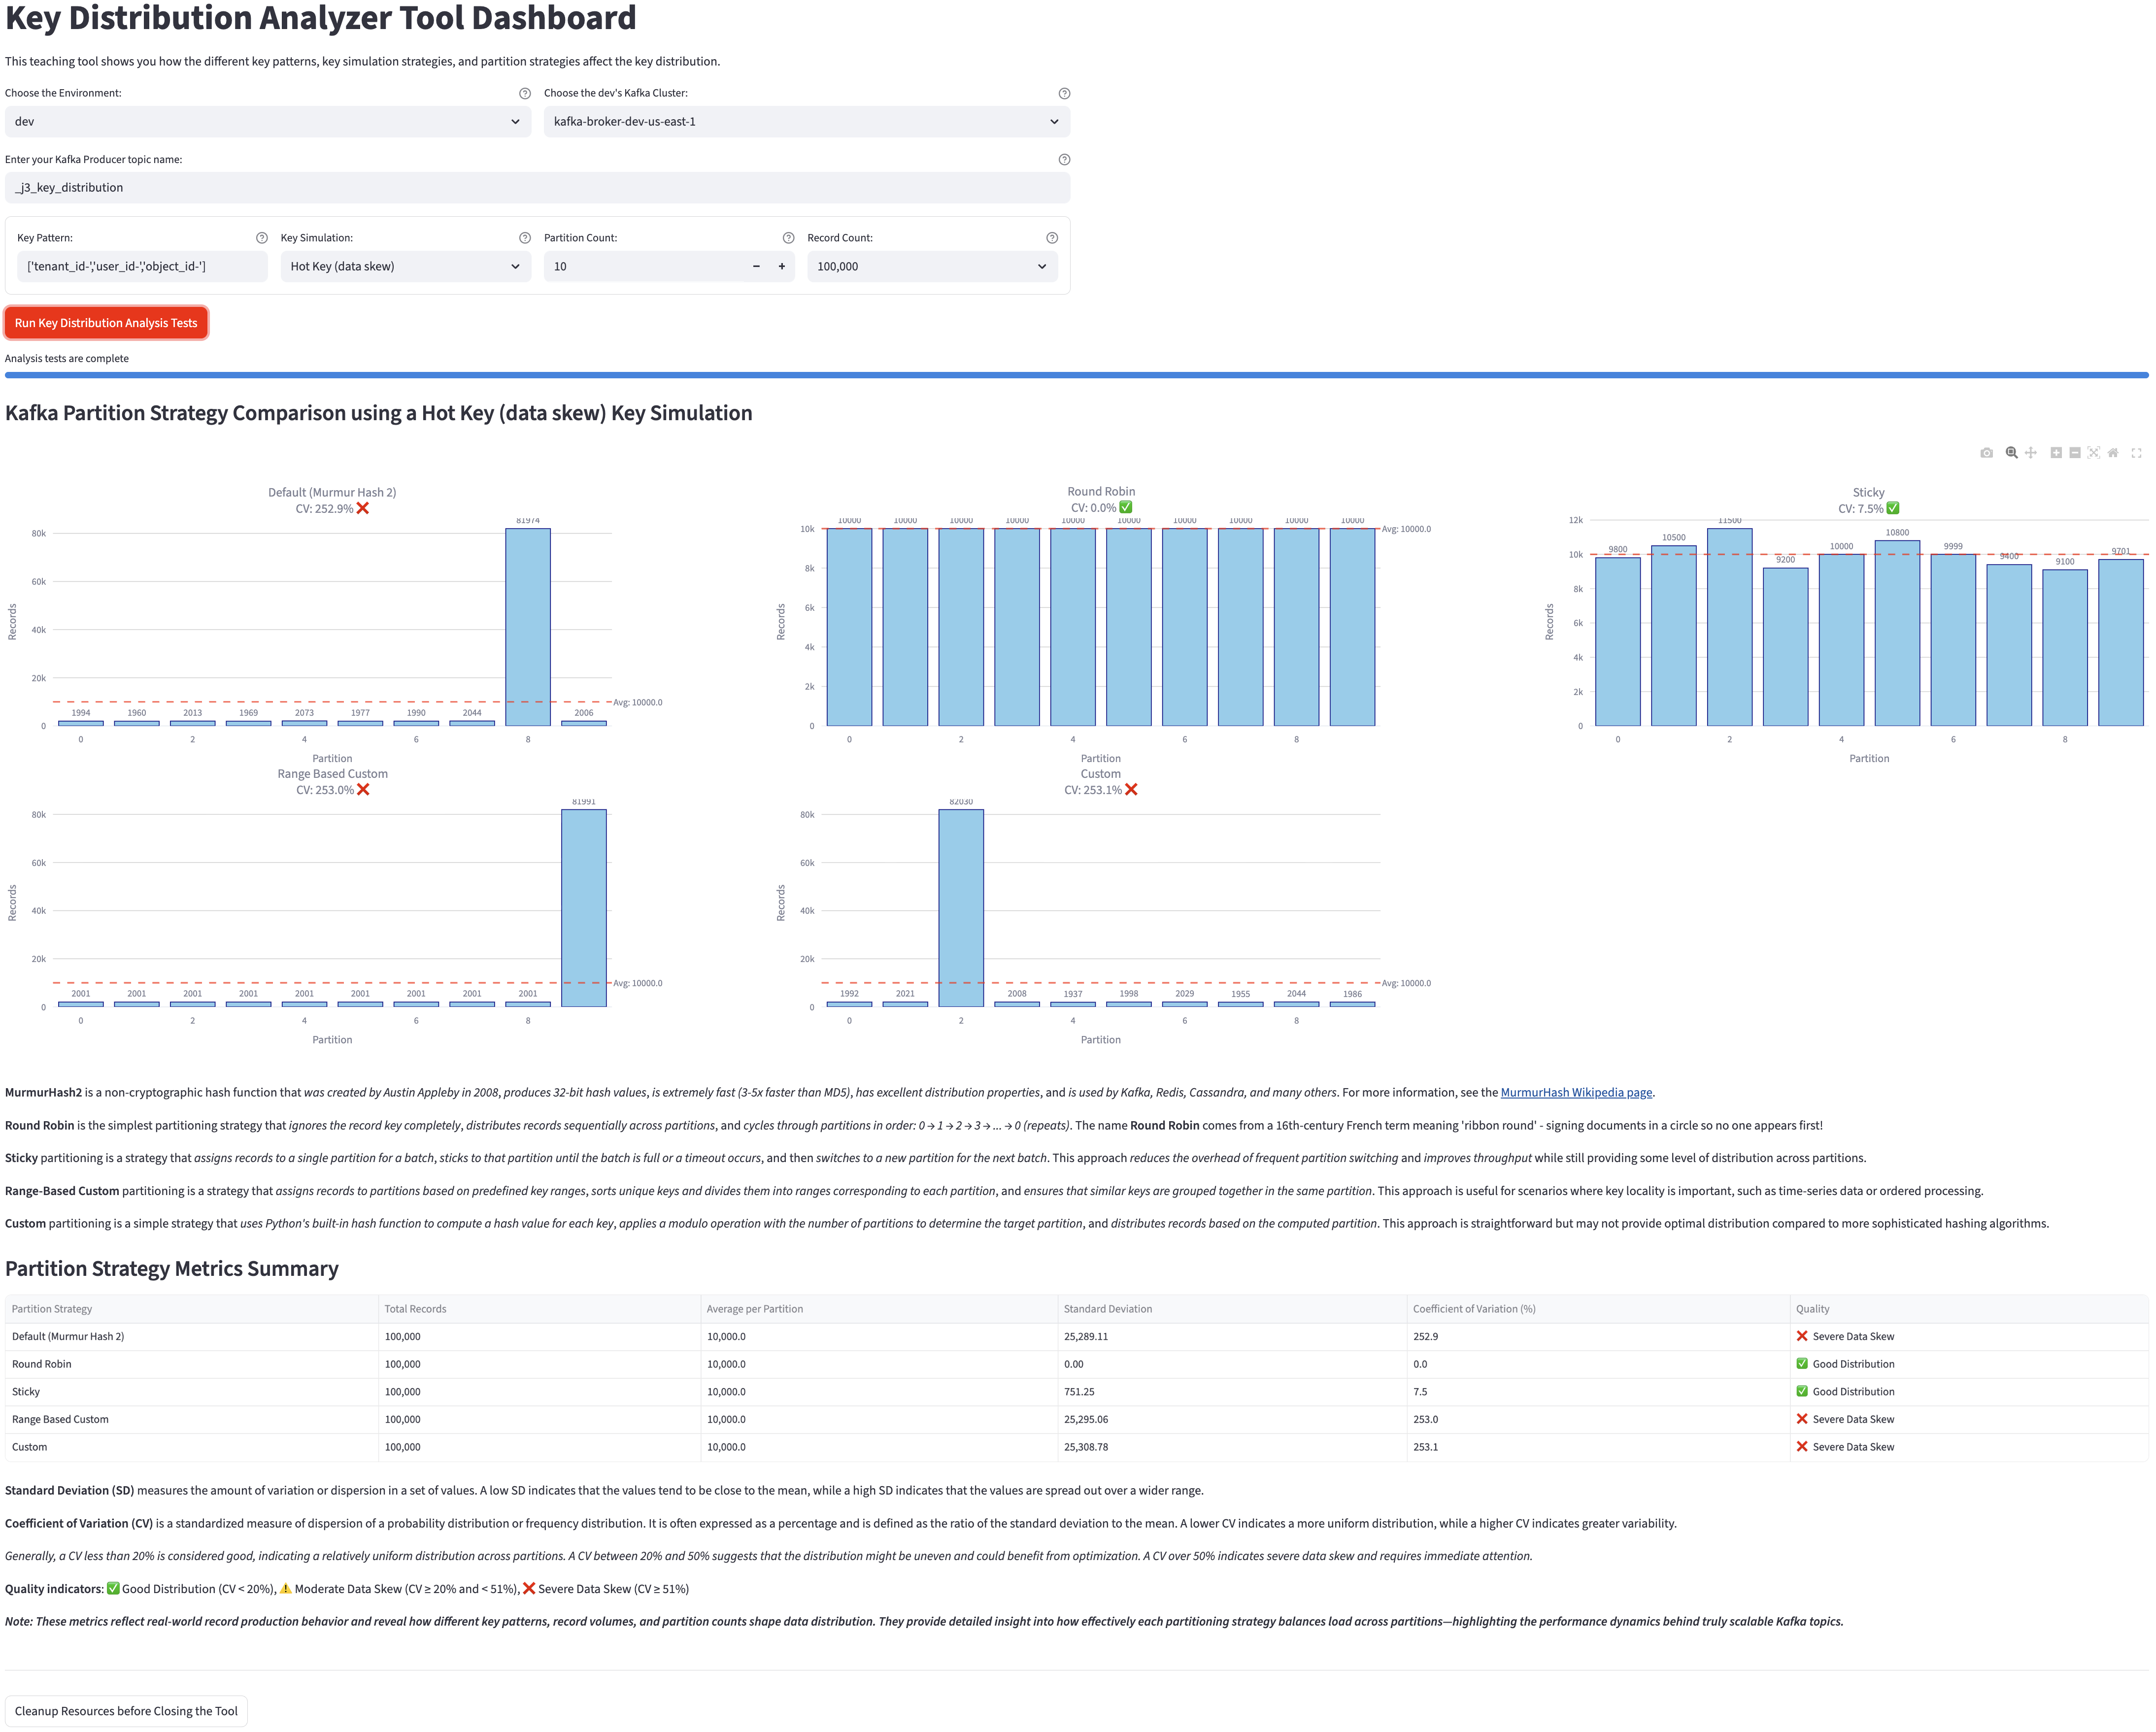 Key Distribution Analyzer Tool Dashboard
This teaching tool shows you how the different key patterns, key simulation strategies, and partition strategies affect the key distribution.
Choose the Environment:
Choose the dev's Kafka Cluster:
dev
kafka-broker-dev-us-east-1
Enter your Kafka Producer topic name:
_j3_key_distribution
Key Pattern:
Key Simulation:
Partition Count:
Record Count:
['tenant_id-','user_id-','object_id-']
Hot Key (data skew)
10
100,000
Run Key Distribution Analysis Tests
Analysis tests are complete
Kafka Partition Strategy Comparison using a Hot Key (data skew) Key Simulation
Default (Murmur Hash 2)
CV: 252.9% ❌
80k
60k
40k
20k
0
Records
1994 1960 2013 1969 2073 1977 1990 2044 81974 2006
Avg: 10000.0
0 2 4 6 8
Partition
Round Robin
CV: 0.0% ✅
10k
8k
6k
4k
2k
0
Records
10000 10000 10000 10000 10000 10000 10000 10000 10000 10000
Avg: 10000.0
0 2 4 6 8
Partition
Sticky
CV: 7.5% ✅
12k
10k
8k
6k
4k
2k
0
Records
9800 10500 11500 9200 10000 10800 9999 9400 9100 9701
0 2 4 6 8
Partition
Range Based Custom
CV: 253.0% ❌
80k
60k
40k
20k
0
Records
2001 2001 2001 2001 2001 2001 2001 2001 2001 81991
Avg: 10000.0
0 2 4 6 8
Partition
Custom
CV: 253.1% ❌
80k
60k
40k
20k
0
Records
1992 2021 82030 2008 1937 1998 2029 1955 2044 1986
Avg: 10000.0
0 2 4 6 8
Partition
MurmurHash2 is a non-cryptographic hash function that was created by Austin Appleby in 2008, produces 32-bit hash values, is extremely fast (3-5x faster than MD5), has excellent distribution properties, and is used by Kafka, Redis, Cassandra, and many others. For more information, see the MurmurHash Wikipedia page.
Round Robin is the simplest partitioning strategy that ignores the record key completely, distributes records sequentially across partitions, and cycles through partitions in order: 0 → 1 → 2 → 3 → ... → 0 (repeats). The name Round Robin comes from a 16th-century French term meaning 'ribbon round' - signing documents in a circle so no one appears first!
Sticky partitioning is a strategy that assigns records to a single partition for a batch, sticks to that partition until the batch is full or a timeout occurs, and then switches to a new partition for the next batch. This approach reduces the overhead of frequent partition switching and improves throughput while still providing some level of distribution across partitions.
Range-Based Custom partitioning is a strategy that assigns records to partitions based on predefined key ranges, sorts unique keys and divides them into ranges corresponding to each partition, and ensures that similar keys are grouped together in the same partition. This approach is useful for scenarios where key locality is important, such as time-series data or ordered processing.
Custom partitioning is a simple strategy that uses Python's built-in hash function to compute a hash value for each key, applies a modulo operation with the number of partitions to determine the target partition, and distributes records based on the computed partition. This approach is straightforward but may not provide optimal distribution compared to more sophisticated hashing algorithms.
Partition Strategy Metrics Summary
Partition Strategy Total Records Average per Partition Standard Deviation Coefficient of Variation (%) Quality
Default (Murmur Hash 2) 100,000 10,000.0 25,289.11 252.9 ❌ Severe Data Skew
Round Robin 100,000 10,000.0 0.00 0.0 ✅ Good Distribution
Sticky 100,000 10,000.0 751.25 7.5 ✅ Good Distribution
Range Based Custom 100,000 10,000.0 25,295.06 253.0 ❌ Severe Data Skew
Custom 100,000 10,000.0 25,308.78 253.1 ❌ Severe Data Skew
Standard Deviation (SD) measures the amount of variation or dispersion in a set of values. A low SD indicates that the values tend to be close to the mean, while a high SD indicates that the values are spread out over a wider range.
Coefficient of Variation (CV) is a standardized measure of dispersion of a probability distribution or frequency distribution. It is often expressed as a percentage and is defined as the ratio of the standard deviation to the mean. A lower CV indicates a more uniform distribution, while a higher CV indicates greater variability.
Generally, a CV less than 20% is considered good, indicating a relatively uniform distribution across partitions. A CV between 20% and 50% suggests that the distribution might be uneven and could benefit from optimization. A CV over 50% indicates severe data skew and requires immediate attention.
Quality indicators: ✅ Good Distribution (CV < 20%), ⚠️ Moderate Data Skew (CV ≥ 20% and < 51%), ❌ Severe Data Skew (CV ≥ 51%)
Note: These metrics reflect real-world record production behavior and reveal how different key patterns, record volumes, and partition counts shape data distribution. They provide detailed insight into how effectively each partitioning strategy balances load across partitions—highlighting the performance dynamics behind truly scalable Kafka topics.
Cleanup Resources before Closing the Tool